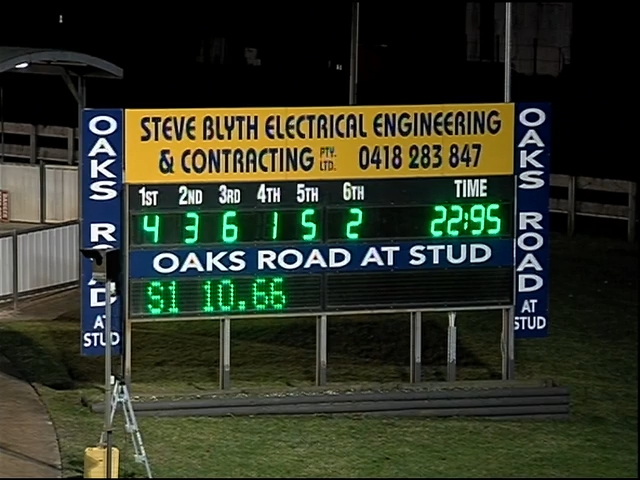 STEVE BLYTH ELECTRICAL ENGINEERING
& CONTRACTING PTY. LTD. 0418 283 847
1ST 2ND 3RD 4TH 5TH 6TH TIME
4 3 6 1 5 2 22:95
OAKS ROAD AT STUD
S1 10.66
OAKS ROAD AT STUD
OAKS ROAD AT STUD